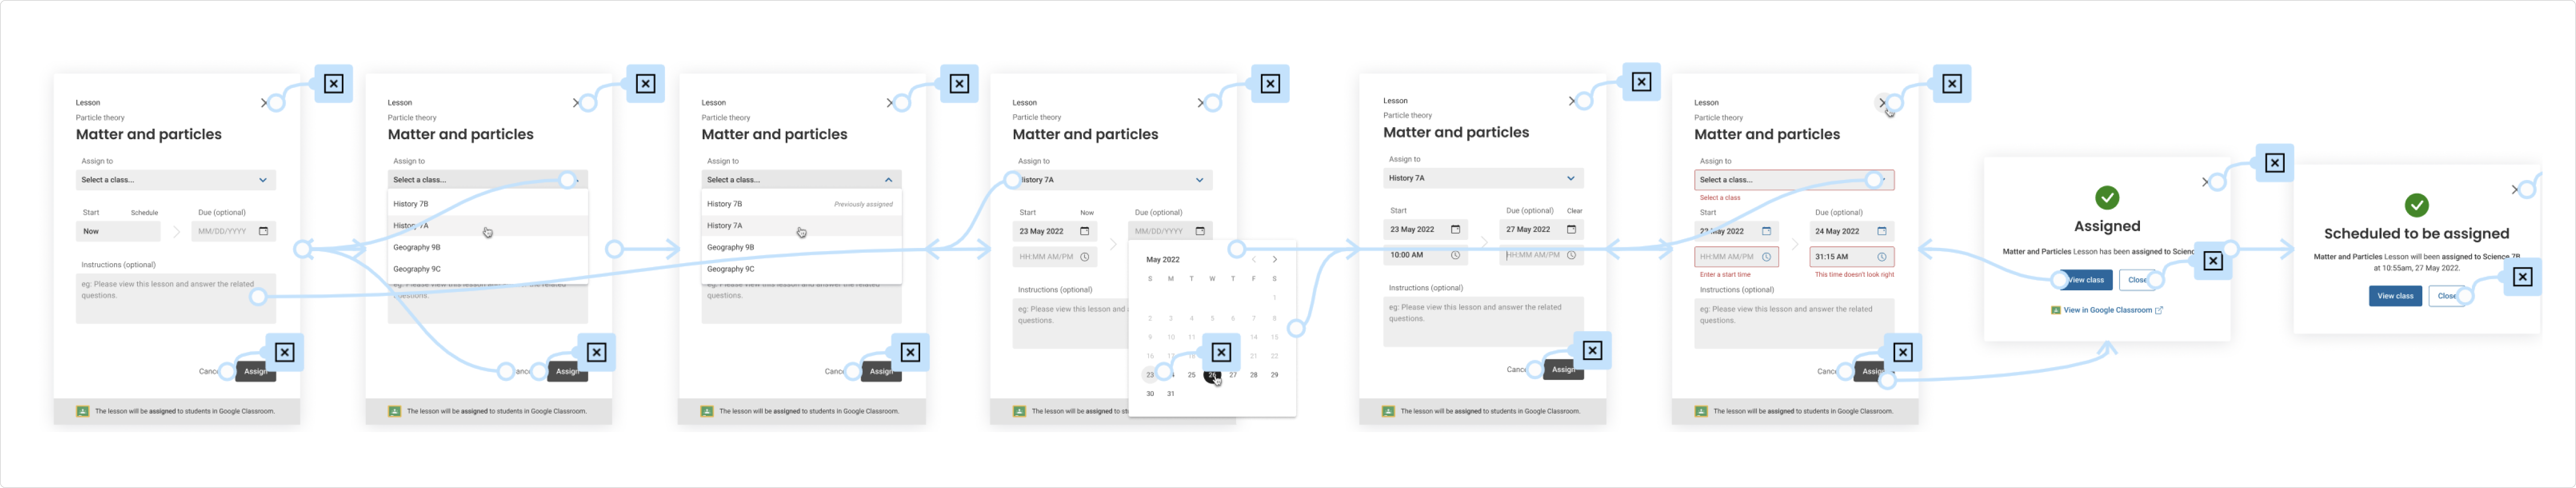 Lesson
Particle theory
Matter and particles
Assign to
Select a class...
Start Schedule Due (optional)
Now MM/DD/YYYY
Instructions (optional)
eg: Please view this lesson and answer the related
questions.
Assign
The lesson will be assigned to students in Google Classroom.
Lesson
Particle theory
Matter and particles
Assign to
Select a class...
History 7B
History 7A
Geography 9B
Geography 9C
questions.
Assign
The lesson will be assigned to students in Google Classroom.
Lesson
Particle theory
Matter and particles
Assign to
Select a class...
History 7B Previously assigned
History 7A
Geography 9B
Geography 9C
eg: Please view this lesson and answer the related
questions.
Assign
The lesson will be assigned to students in Google Classroom.
Lesson
Particle theory
Matter and particles
Assign to
History 7A
Start Now Due (optional)
23 May 2022 MM/DD/YYYY
HH:MM AM/PM
May 2022
S M T W T F S
1
2 3 4 5 6 7 8
9 10 11 14 15
16 21 22
23 25 26 27 28 29
30 31
Instructions (optional)
eg: Please view this lesson and
questions.
The lesson will be assigned to
Lesson
Particle theory
Matter and particles
Assign to
History 7A
Start Due (optional) Clear
23 May 2022 27 May 2022
10:00 AM HH:MM AM/PM
Instructions (optional)
eg: Please view this lesson and answer the related
questions.
Assign
The lesson will be assigned to students in Google Classroom.
Lesson
Particle theory
Matter and particles
Assign to
Select a class...
Select a class
Start Due (optional)
May 2022 24 May 2022
HH:MM AM/PM 31:15 AM
Enter a start time This time doesn't look right
Instructions (optional)
eg: Please view this lesson and answer the related
questions.
Assign
The lesson will be assigned to students in Google Classroom.
Assigned
Matter and Particles Lesson has been assigned to
View class Close
View in Google Classroom
Scheduled to be assigned
Matter and Particles Lesson will be assigned to Science 7B
at 10:55am, 27 May 2022.
View class Close